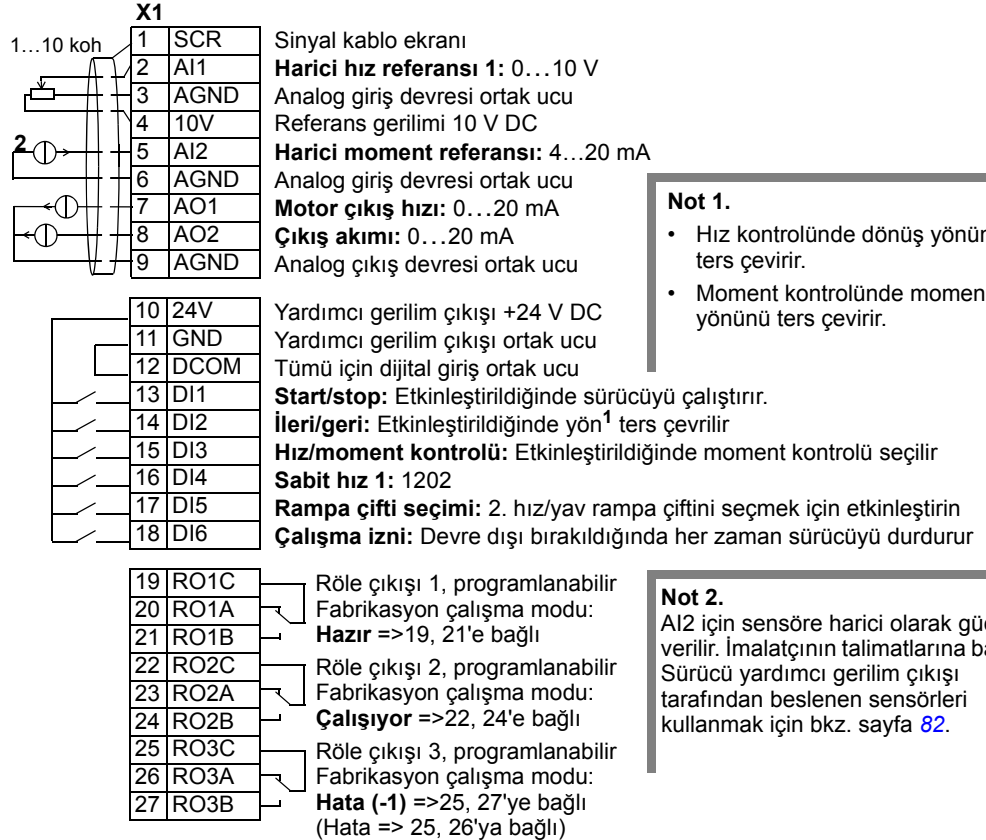 X1
1…10 koh
1 SCR Sinyal kablo ekranı
2 AI1 Harici hız referansı 1: 0…10 V
3 AGND Analog giriş devresi ortak ucu
4 10V Referans gerilimi 10 V DC
2
5 AI2 Harici moment referansı: 4…20 mA
6 AGND Analog giriş devresi ortak ucu
7 AO1 Motor çıkış hızı: 0…20 mA
8 AO2 Çıkış akımı: 0…20 mA
9 AGND Analog çıkış devresi ortak ucu
Not 1.
• Hız kontrolünde dönüş
ters çevirir.
• Moment kontrolünde
yönünü ters çevirir.
10 24V Yardımcı gerilim çıkışı +24 V DC
11 GND Yardımcı gerilim çıkışı ortak ucu
12 DCOM Tümü için dijital giriş ortak ucu
13 DI1 Start/stop: Etkinleştirildiğinde sürücüyü çalıştırır.
14 DI2 İleri/geri: Etkinleştirildiğinde yön1 ters çevrilir
15 DI3 Hız/moment kontrolü: Etkinleştirildiğinde moment kontrolü seçilir
16 DI4 Sabit hız 1: 1202
17 DI5 Rampa çifti seçimi: 2. hız/yav rampa çiftini seçmek için etkinleştirin
18 DI6 Çalışma izni: Devre dışı bırakıldığında her zaman sürücüyü durdurur
19 RO1C Röle çıkışı 1, programlanabilir
20 RO1A Fabrikasyon çalışma modu:
21 RO1B Hazır =>19, 21'e bağlı
22 RO2C Röle çıkışı 2, programlanabilir
23 RO2A Fabrikasyon çalışma modu:
24 RO2B Çalışıyor =>22, 24'e bağlı
25 RO3C Röle çıkışı 3, programlanabilir
26 RO3A Fabrikasyon çalışma modu:
27 RO3B Hata (-1) =>25, 27'ye bağlı
(Hata => 25, 26'ya bağlı)
Not 2.
AI2 için sensöre harici olarak
verilir. İmalatçının talimatlarına
Sürücü yardımcı gerilim çıkışı
tarafından beslenen sensörleri
kullanmak için bkz. sayfa 82.